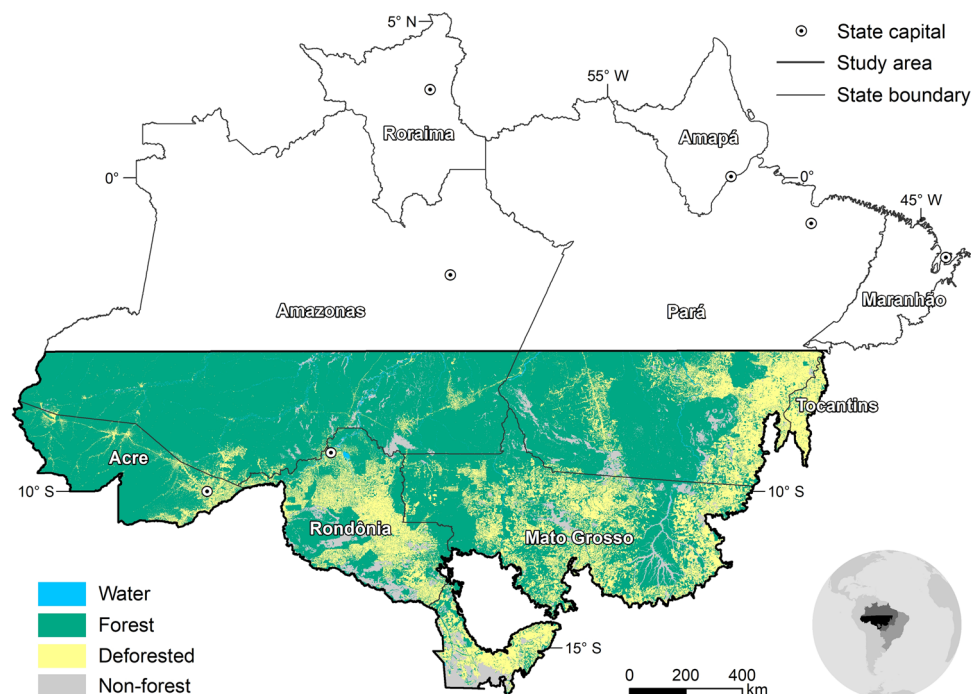 5° N
State capital
Study area
State boundary
55° W
Roraima
Amapá
0°
0°
45° W
Amazonas
Pará
Maranhão
Tocantins
Acre
10° S
10° S
Rondônia
Mato Grosso
Water
Forest
Deforested
Non-forest
15° S
0 200 400
km